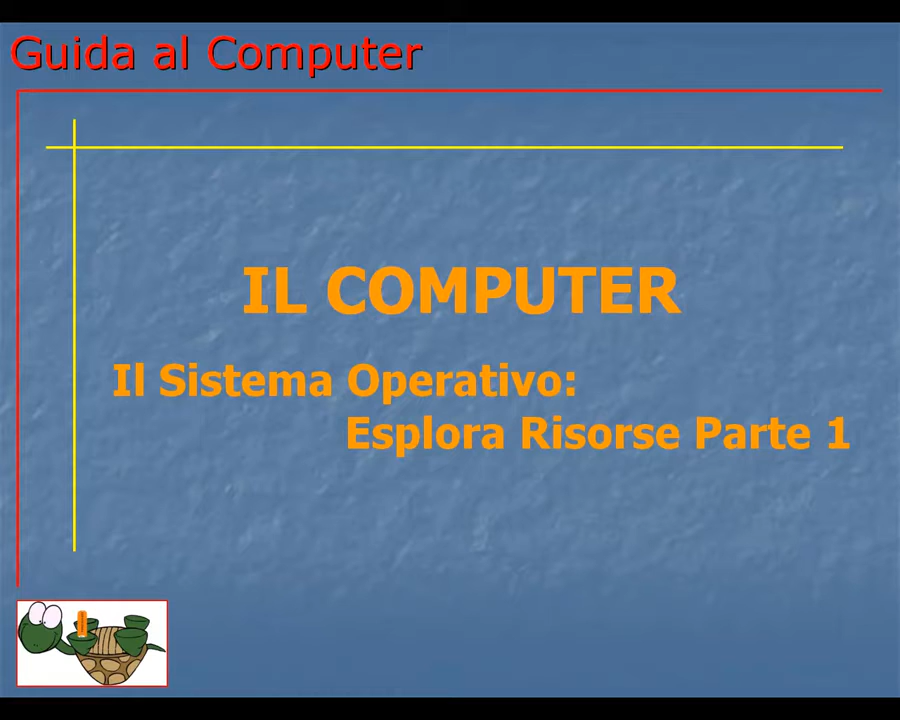 Guida al Computer
IL COMPUTER
Il Sistema Operativo:
Esplora Risorse Parte 1